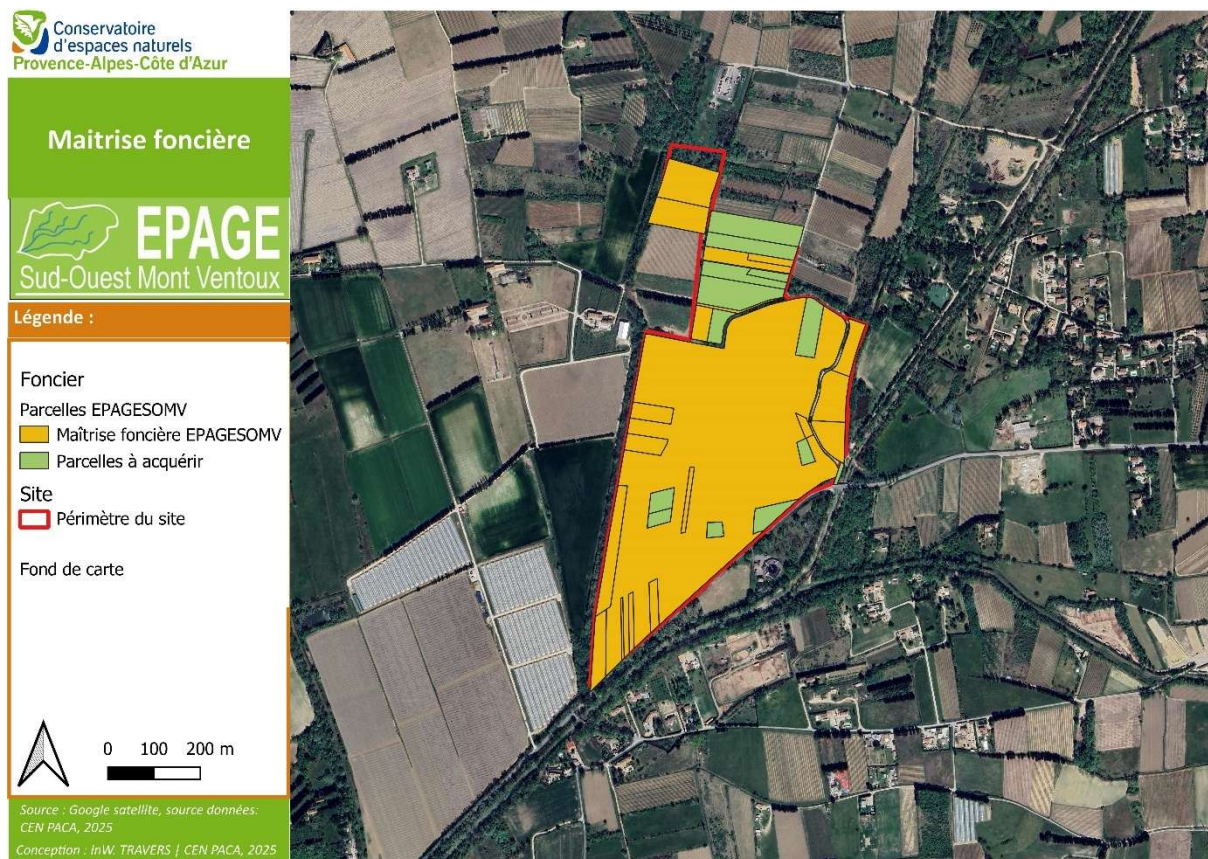 Conservatoire
d'espaces naturels
Provence-Alpes-Côte d'Azur
Maitrise foncière
EPAGE
Sud-Ouest Mont Ventoux
Légende :
Foncier
Parcelles EPAGESOMV
Maîtrise foncière EPAGESOMV
Parcelles à acquérir
Site
Périmètre du site
Fond de carte
0 100 200 m
Source : Google satellite, source données:
CEN PACA, 2025
Conception : inW. TRAVERS | CEN PACA, 2025